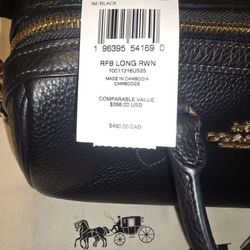 IM/BLACK
1 96395 54169 0
RFB LONG RWN
10011316US25
MADE IN CAMBODIA
CAMBODGE
COMPARABLE VALUE
$398.00 USD
$490.00 CAD